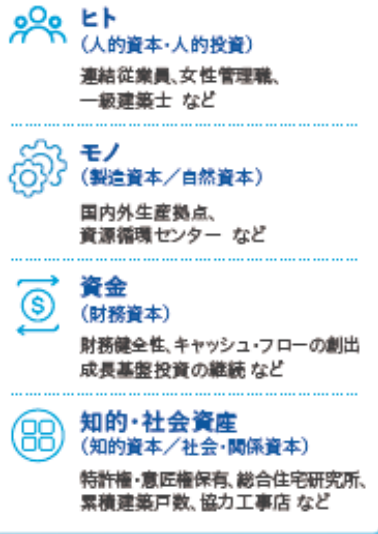 ヒト
(人的資本・人的投資)
連結従業員、女性管理職、
一級建築士 など
モノ
(製造資本／自然資本)
国内外生産拠点、
資源循環センター など
資金
(財務資本)
財務健全性、キャッシュ・フローの創出
成長基盤投資の継続 など
知的・社会資産
(知的資本／社会・関係資本)
特許権・意匠権保有、総合住宅研究所、
累積建築戸数、協力工事店 など